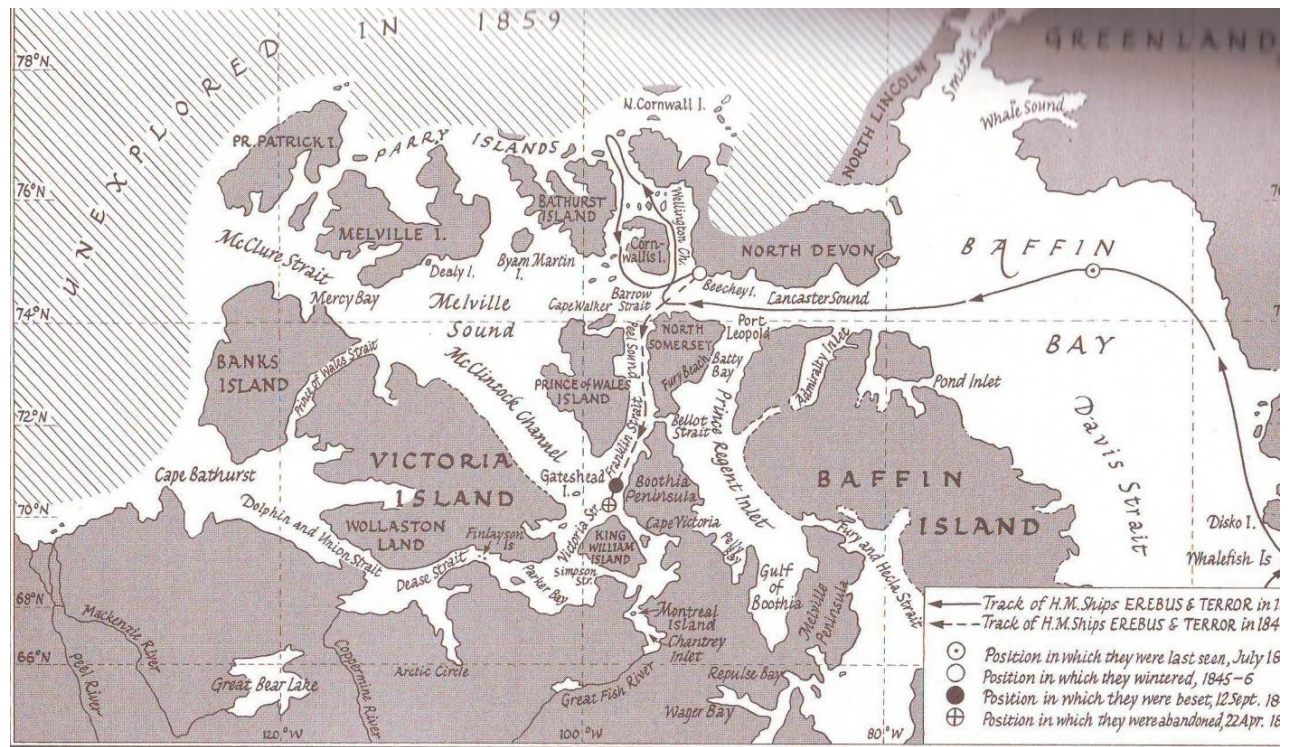 UNEXPLORED IN 1859
GREENLAND
78°N
N.Cornwall I.
Smith Sound
Whale Sound
NORTH LINCOLN
PR. PATRICK I.
PARRY ISLANDS
76°N
BATHURST
ISLAND
Wellington Ch.
MELVILLE I.
McClure Strait
Corn-
wallis I.
NORTH DEVON
BAFFIN
Dealy I.
Byam Martin
I.
Beechey I.
Mercy Bay
Melville
Sound
Barrow
Strait
Cape Walker
Lancaster Sound
74°N
Port
Leopold
BAY
NORTH
SOMERSET
Peel Sound
BANKS
ISLAND
Prince of Wales Strait
McClintock Channel
PRINCE OF WALES
ISLAND
Fury Beach
Batty
Bay
Admiralty Inlet
Pond Inlet
72°N
Franklin Strait
Bellot
Strait
Prince Regent Inlet
Davis Strait
Cape Bathurst
VICTORIA
ISLAND
Gateshead
I.
Boothia
Peninsula
BAFFIN
ISLAND
70°N
Dolphin and Union Strait
WOLLASTON
LAND
Finlayson
Is
Victoria Str.
Cape Victoria
KING
WILLIAM
ISLAND
Pelly Bay
Fury and Hecla Strait
Disko I.
Whalefish Is
Dease Strait
Parker Bay
Simpson
Str.
Gulf
of
Boothia
Melville
Peninsula
68°N
Mackenzie River
Peel River
Montreal
Island
Chantrey
Inlet
66°N
Arctic Circle
Great Bear Lake
Coppermine River
Great Fish River
Repulse Bay
Wager Bay
120°W
100°W
80°W
Track of H.M. Ships EREBUS & TERROR in 1
Track of H.M. Ships EREBUS & TERROR in 184
Position in which they were last seen, July 18
Position in which they wintered, 1845-6
Position in which they were beset, 12 Sept. 18
Position in which they were abandoned, 22 Apr. 18